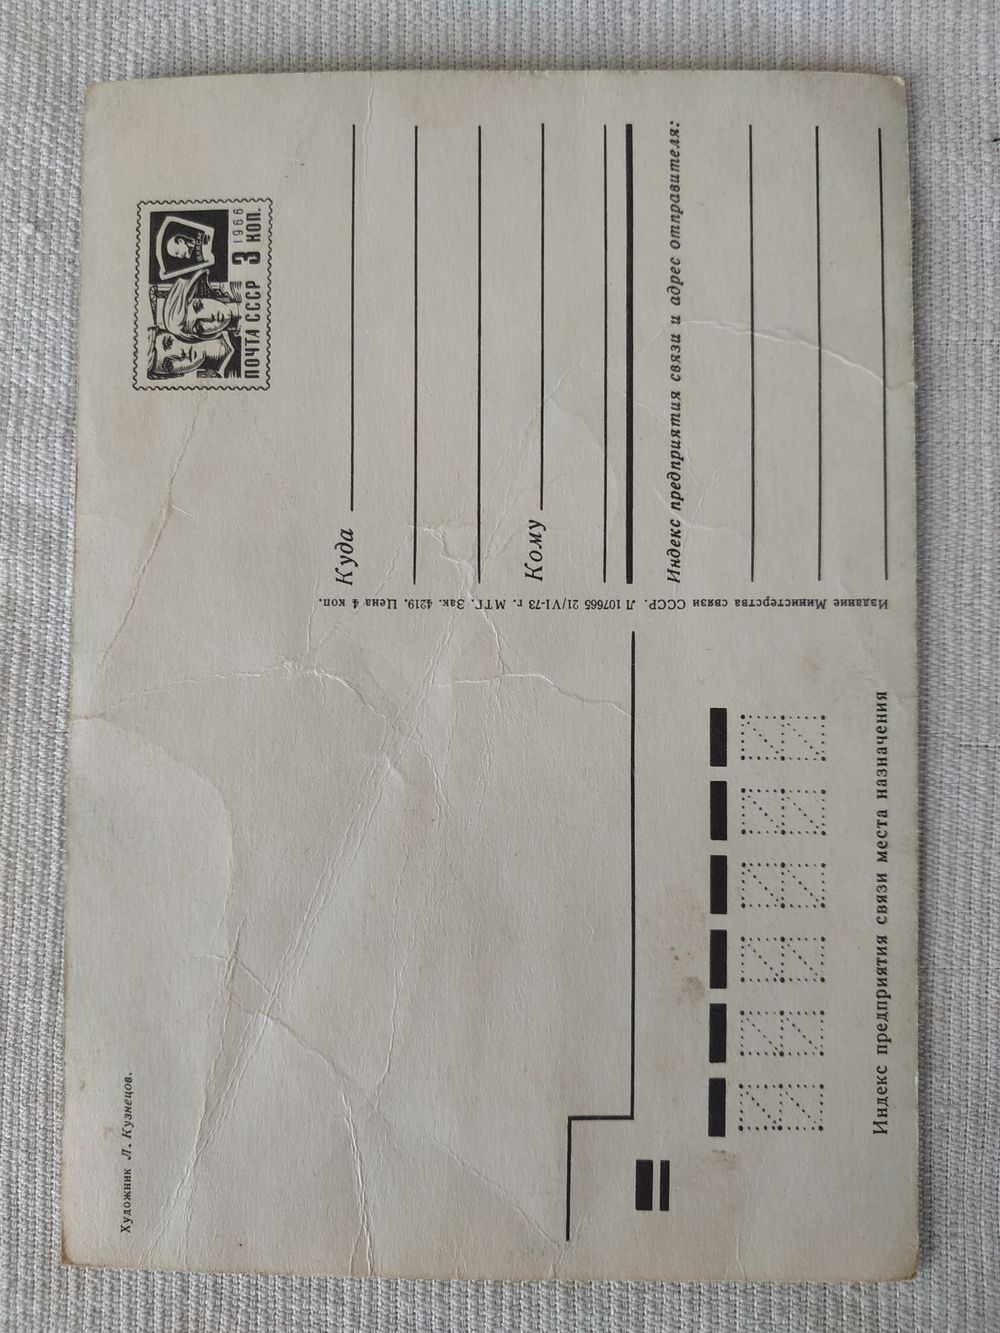 Художник Л. Кузнецов.
ВЛКСМ
1966
ПОЧТА СССР 3 КОП.
Куда
Кому
Индекс предприятия связи и адрес отправителя:
Издание Министерства связи СССР. Л 107665 21/VI-73 г. МТГ. Зак. 4219. Цена 4 коп.
Индекс предприятия связи места назначения